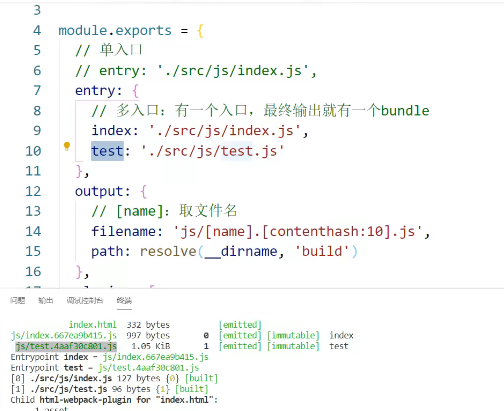 3
4 module.exports = {
5 // 单入口
6 // entry: './src/js/index.js',
7 entry: {
8 // 多入口：有一个入口，最终输出就有一个bundle
9 index: './src/js/index.js',
10 test: './src/js/test.js'
11 },
12 output: {
13 // [name]：取文件名
14 filename: 'js/[name].[contenthash:10].js',
15 path: resolve(__dirname, 'build')
16 },
问题 输出 调试控制台 终端
index.html 332 bytes [emitted]
js/index.667ea9b415.js 997 bytes 0 [emitted] [immutable] index
js/test.4aaf30c801.js 1.05 KiB 1 [emitted] [immutable] test
Entrypoint index = js/index.667ea9b415.js
Entrypoint test = js/test.4aaf30c801.js
[0] ./src/js/index.js 127 bytes {0} [built]
[1] ./src/js/test.js 96 bytes {1} [built]
Child html-webpack-plugin for "index.html":
1 asset